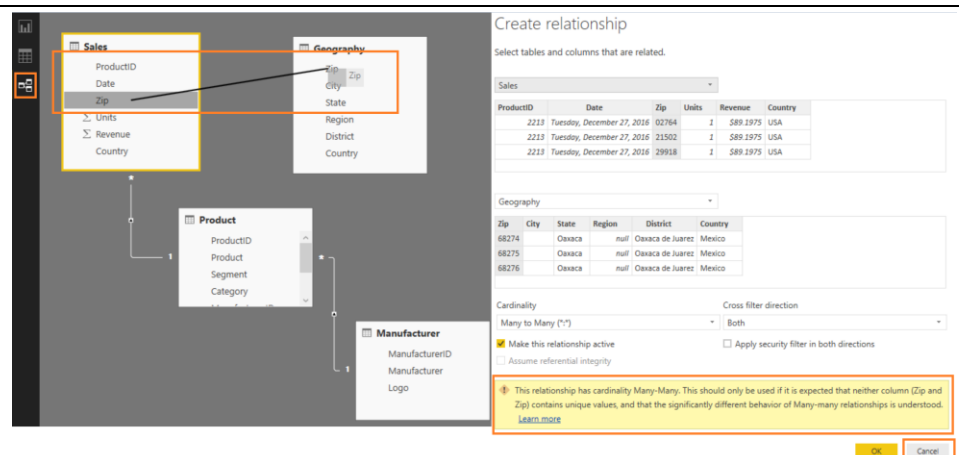 Sales
ProductID
Date
Zip
Σ Units
Σ Revenue
Country
Geography
Zip
Zip
City
State
Region
District
Country
*
1
Product
ProductID
Product
Segment
Category
*
1
Manufacturer
ManufacturerID
Manufacturer
Logo
Create relationship
Select tables and columns that are related.
Sales
ProductID Date Zip Units Revenue Country
2213 Tuesday, December 27, 2016 02764 1 $89.1975 USA
2213 Tuesday, December 27, 2016 21502 1 $89.1975 USA
2213 Tuesday, December 27, 2016 29918 1 $89.1975 USA
Geography
Zip City State Region District Country
68274 Oaxaca null Oaxaca de Juarez Mexico
68275 Oaxaca null Oaxaca de Juarez Mexico
68276 Oaxaca null Oaxaca de Juarez Mexico
Cardinality
Many to Many (*:*)
Cross filter direction
Both
Make this relationship active
Apply security filter in both directions
Assume referential integrity
This relationship has cardinality Many-Many. This should only be used if it is expected that neither column (Zip and
Zip) contains unique values, and that the significantly different behavior of Many-many relationships is understood.
Learn more
OK
Cancel